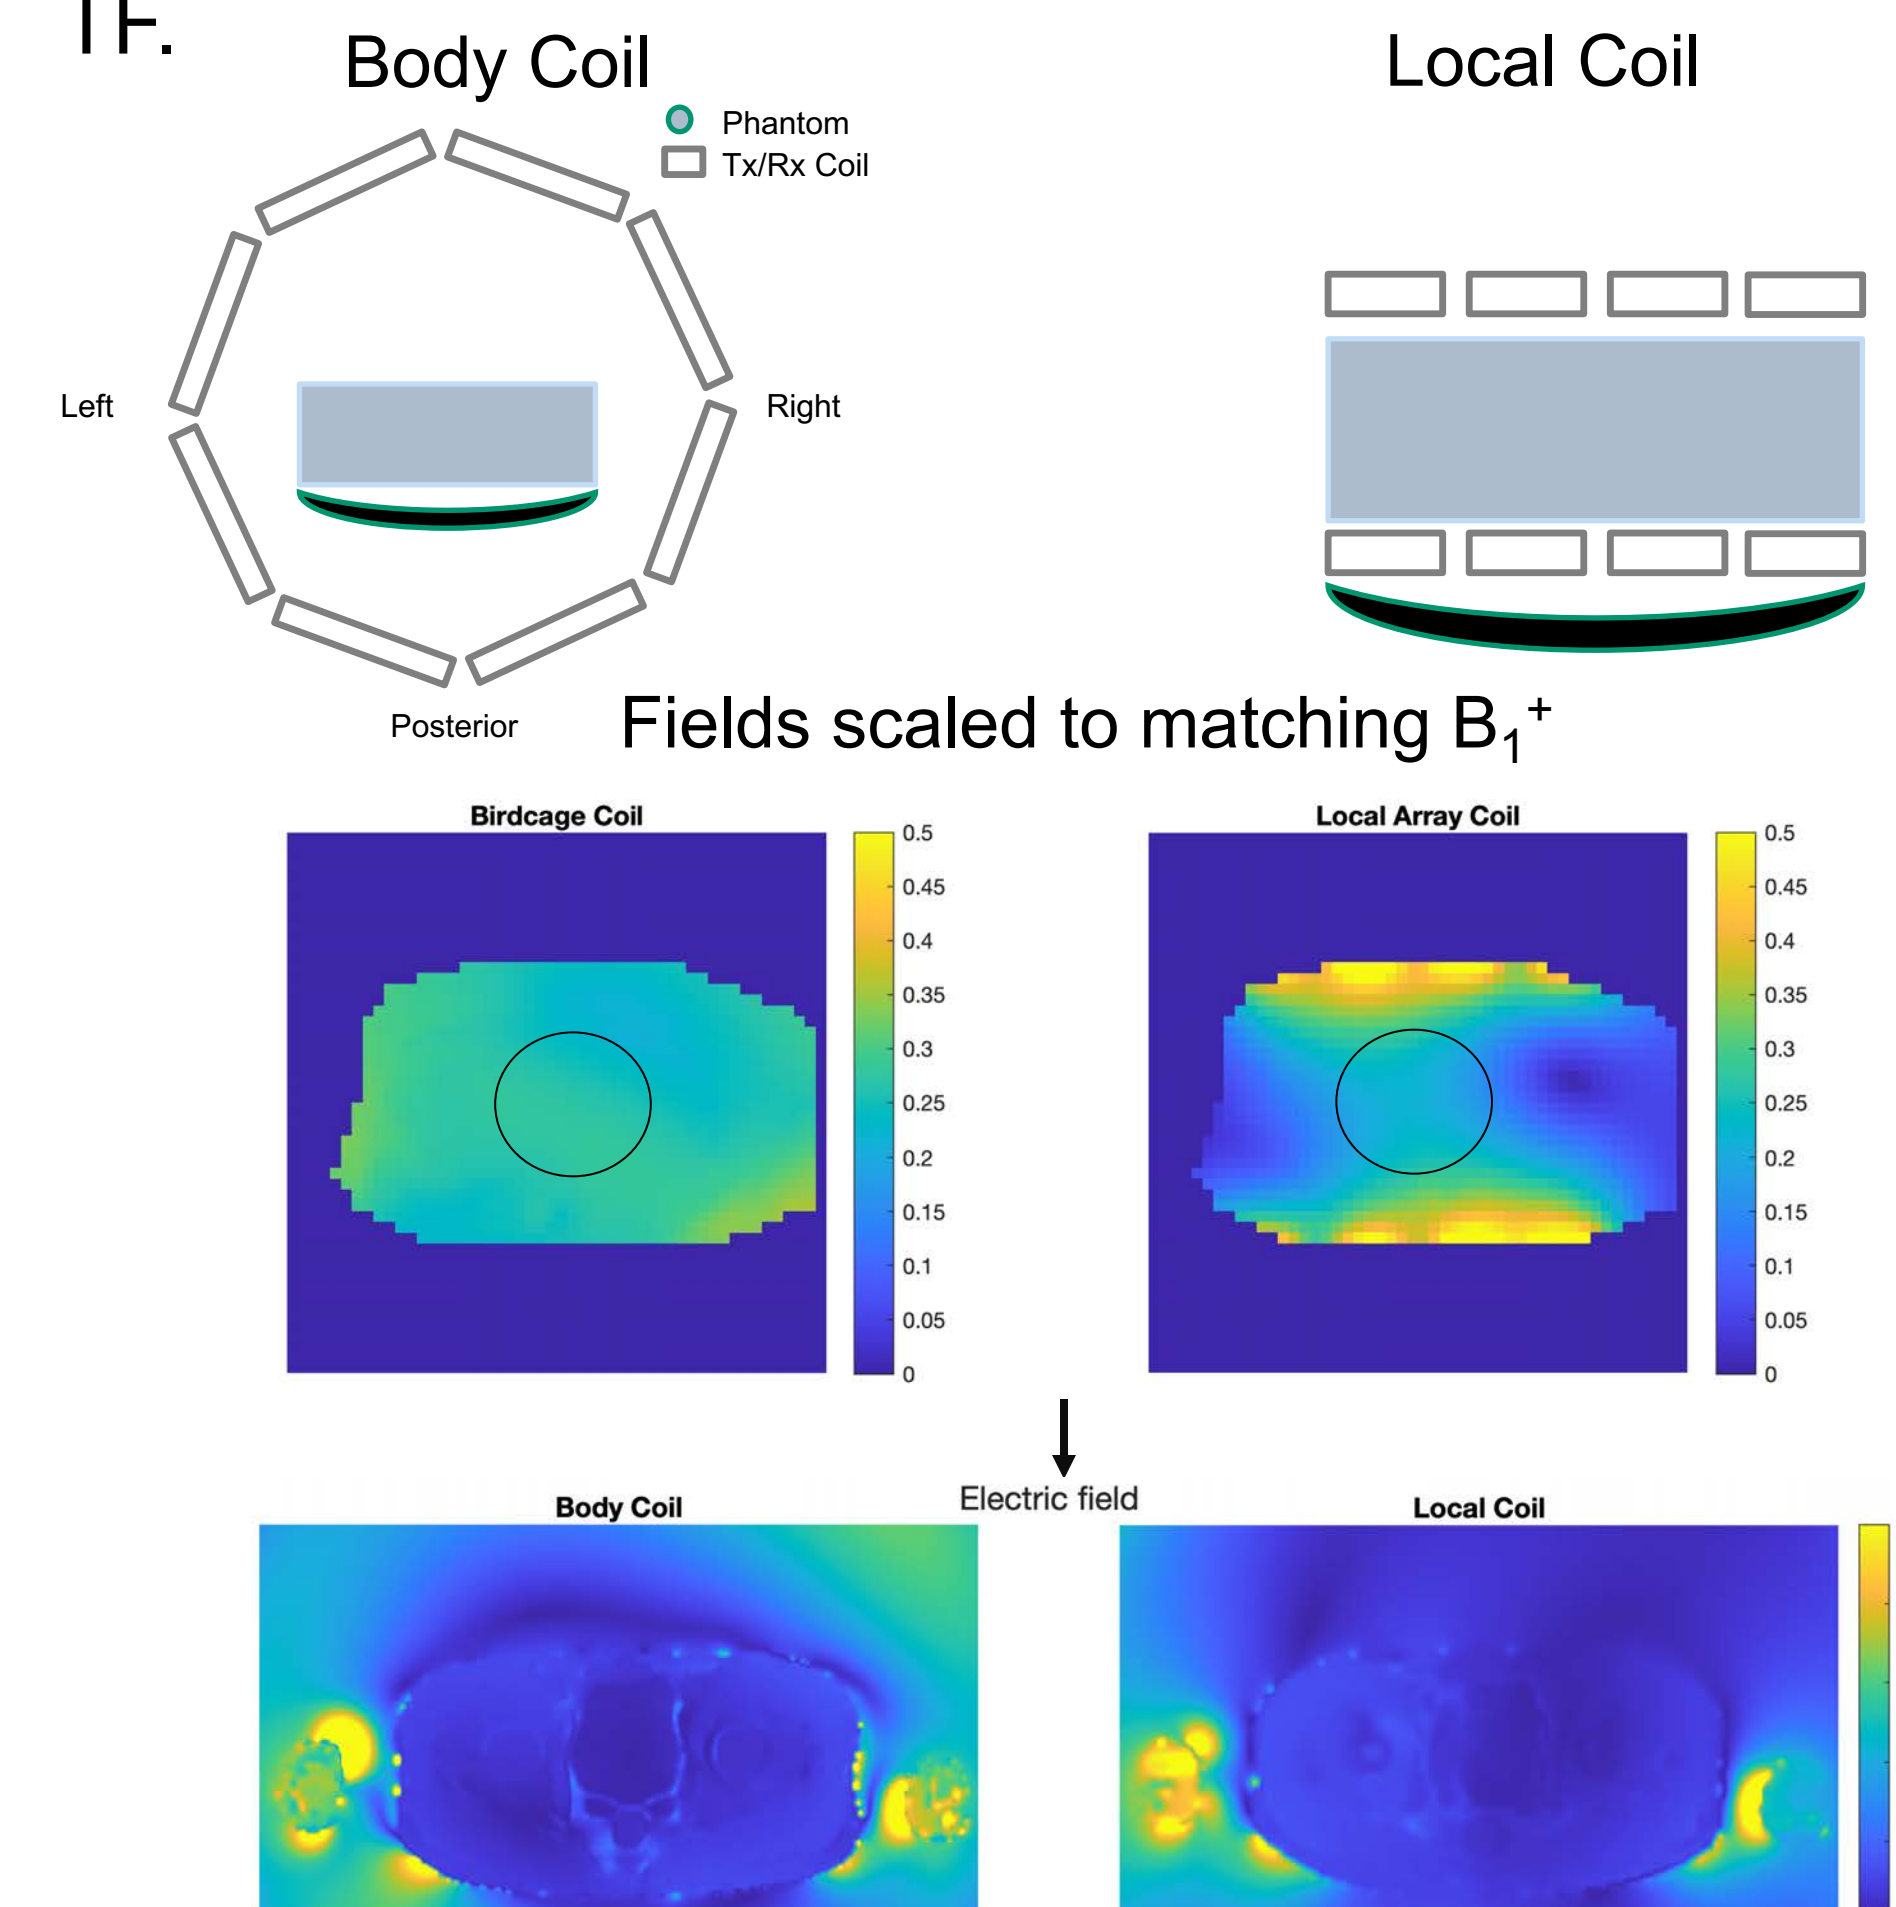 TF.
Body Coil
Local Coil
Phantom
Tx/Rx Coil
Left
Right
Posterior
Fields scaled to matching B₁⁺
Birdcage Coil
0.5
0.45
0.4
0.35
0.3
0.25
0.2
0.15
0.1
0.05
0
Local Array Coil
0.5
0.45
0.4
0.35
0.3
0.25
0.2
0.15
0.1
0.05
0
Electric field
Body Coil
Local Coil